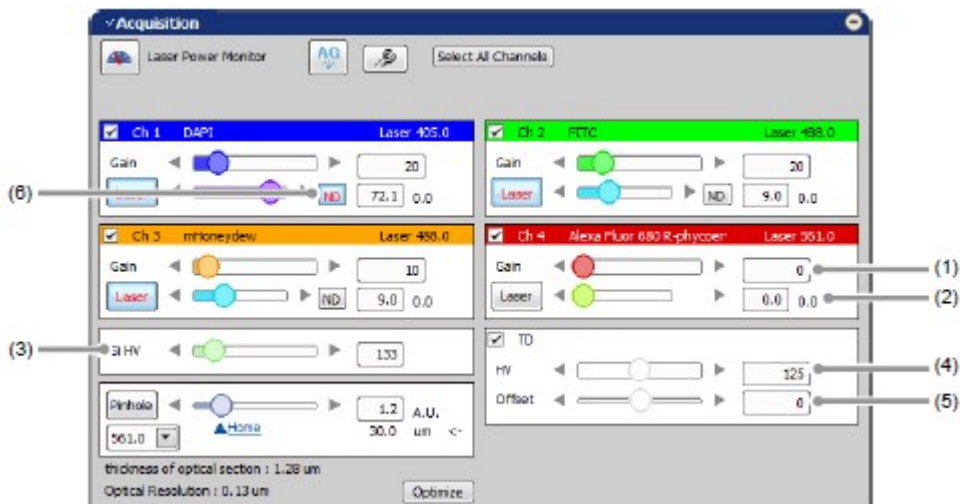 Acquisition
Laser Power Monitor A/G Select All Channels
Ch 1 DAPI Laser 405.0
Gain 20
(6) Laser ND 72.1 0.0
Ch 2 FITC Laser 488.0
Gain 20
Laser ND 9.0 0.0
Ch 3 mHoneydew Laser 488.0
Gain 10
Laser ND 9.0 0.0
Ch 4 Alexa Fluor 680 R-phycoer Laser 561.0
Gain 0 (1)
Laser 0.0 0.0 (2)
(3) SI HV 133
TD
HV 125 (4)
Offset 0 (5)
Pinhole 1.2 A.U.
Home
561.0 30.0 um <-
thickness of optical section : 1.28 um
Optical Resolution : 0.13 um Optimize